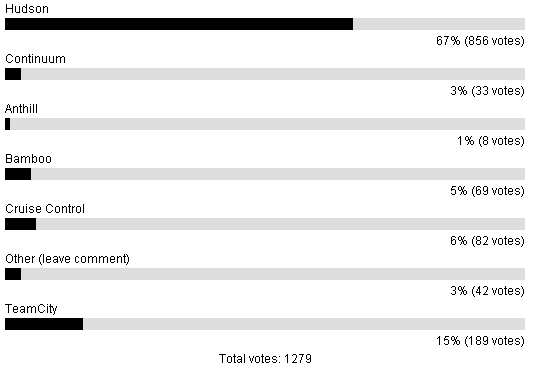 Hudson
67% (856 votes)
Continuum
3% (33 votes)
Anthill
1% (8 votes)
Bamboo
5% (69 votes)
Cruise Control
6% (82 votes)
Other (leave comment)
3% (42 votes)
TeamCity
15% (189 votes)
Total votes: 1279